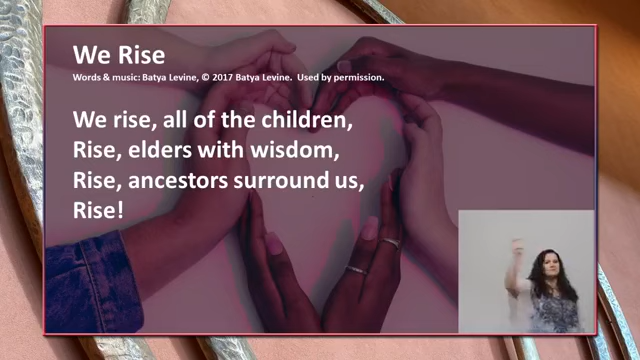 We Rise
Words & music: Batya Levine, © 2017 Batya Levine. Used by permission.
We rise, all of the children,
Rise, elders with wisdom,
Rise, ancestors surround us,
Rise!